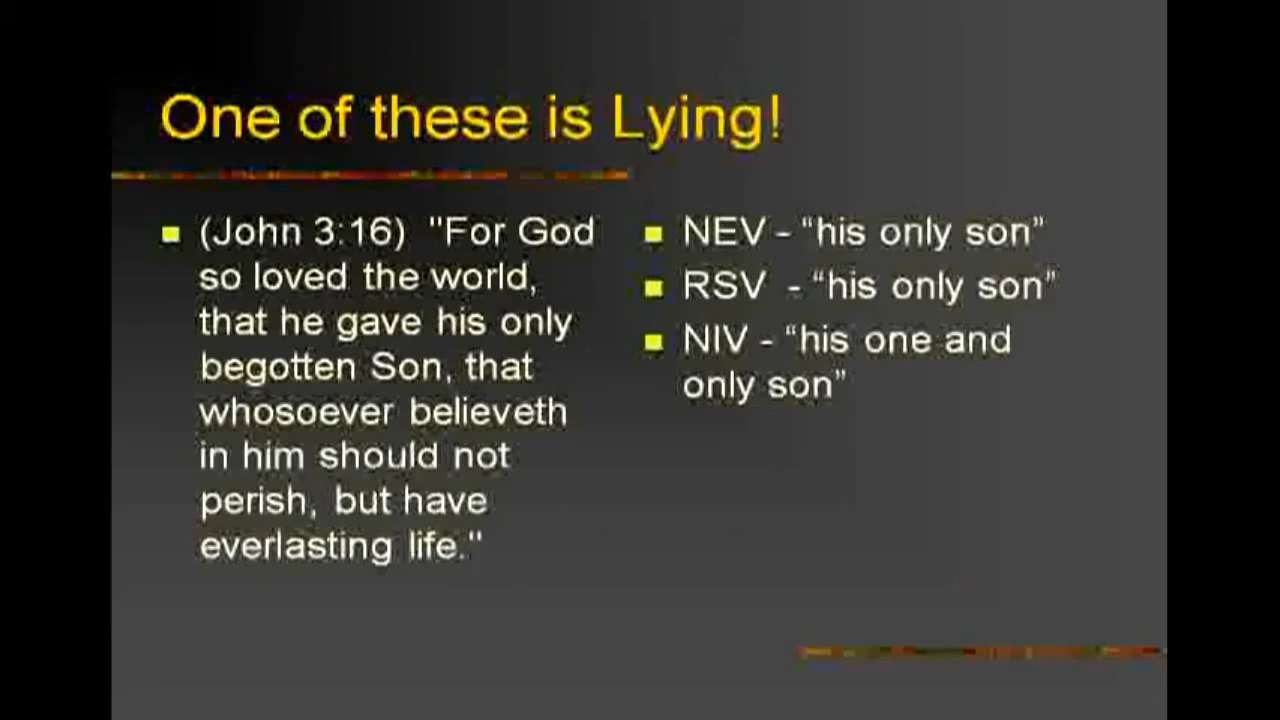 One of these is Lying!
(John 3:16) "For God
so loved the world,
that he gave his only
begotten Son, that
whosoever believeth
in him should not
perish, but have
everlasting life."
NEV - “his only son”
RSV - “his only son”
NIV - “his one and
only son”